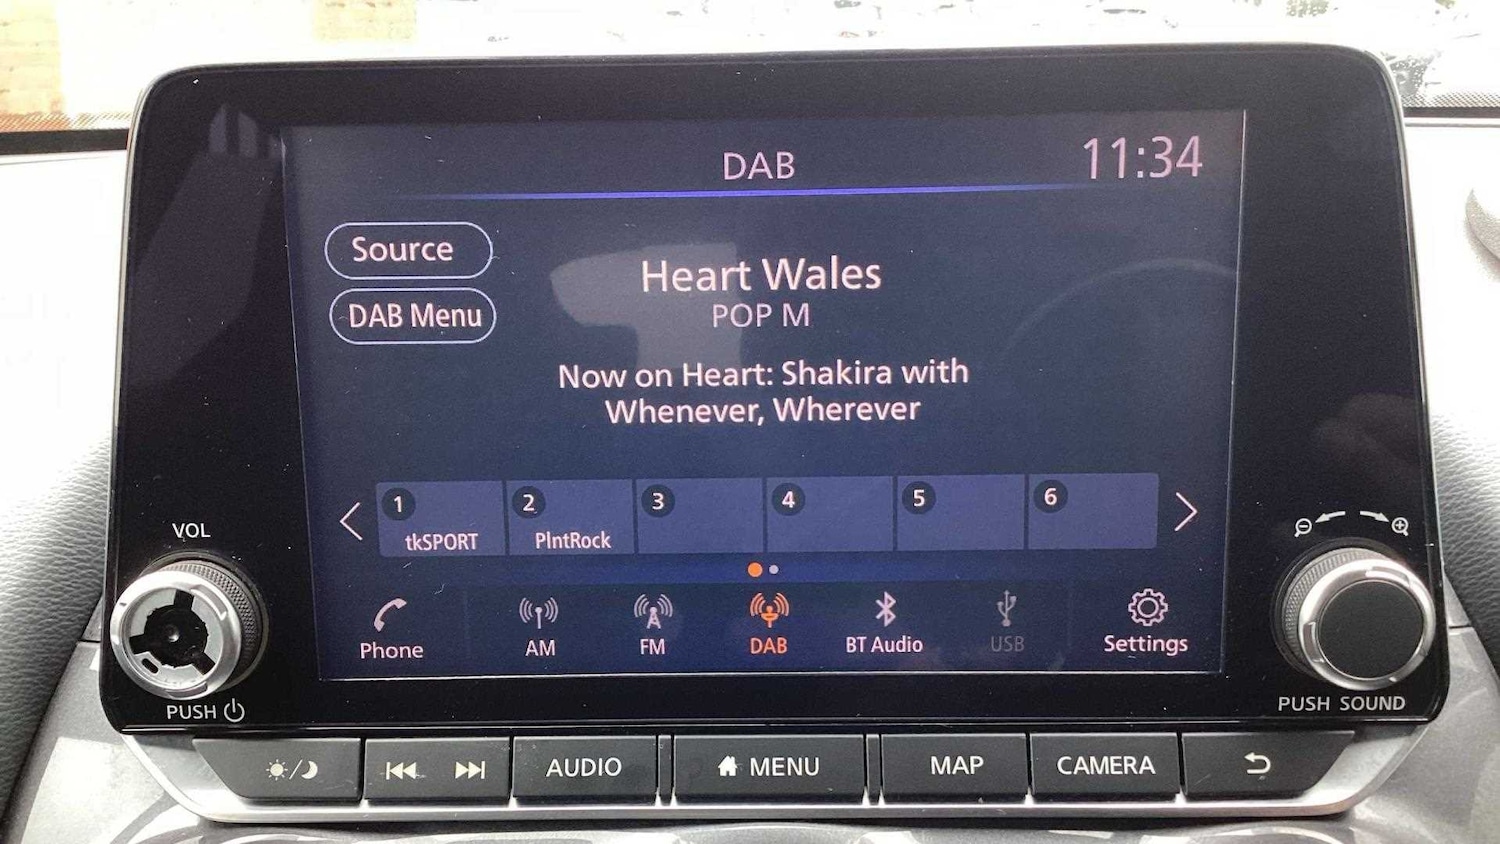 DAB
11:34
Source
DAB Menu
Heart Wales
POP M
Now on Heart: Shakira with
Whenever, Wherever
1
tkSPORT
2
PlntRock
3
4
5
6
Phone
AM
FM
DAB
BT Audio
USB
Settings
VOL
PUSH
PUSH SOUND
AUDIO
MENU
MAP
CAMERA